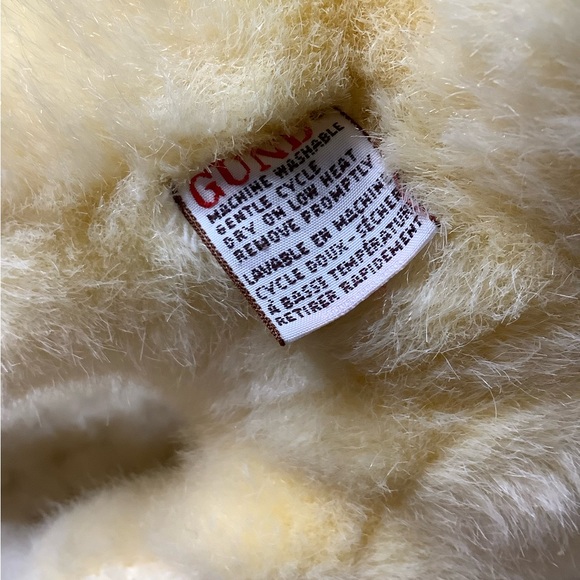 GUND
MACHINE WASHABLE
GENTLE CYCLE
DRY ON LOW HEAT
REMOVE PROMPTLY
LAVABLE EN MACHINE
CYCLE DOUX - SÉCHER
À BASSE TEMPÉRATURE
RETIRER RAPIDEMENT